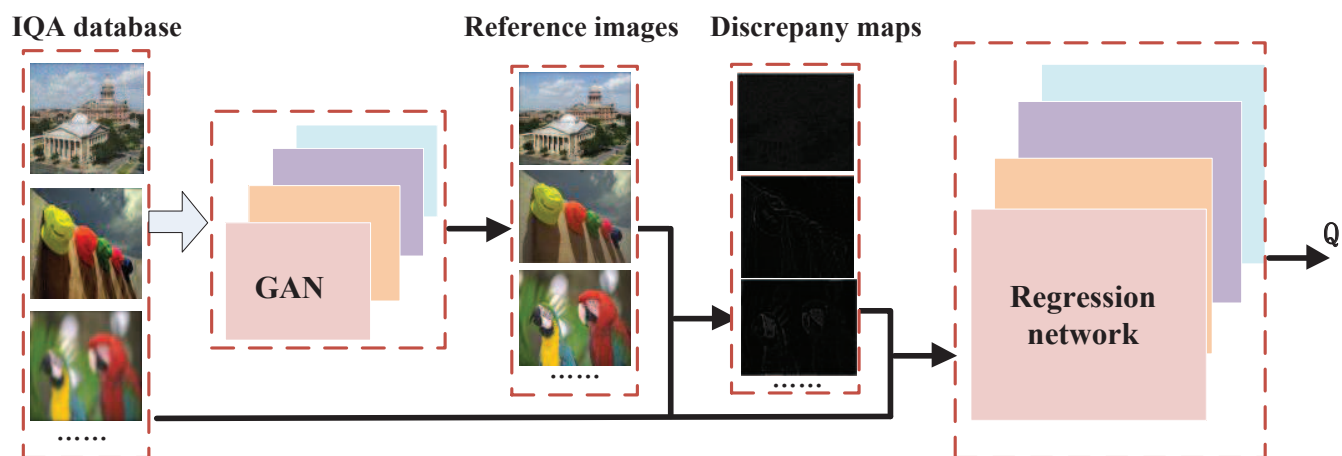 IQA database
Reference images
Discrepany maps
GAN
Regression
network
Q
......
......
......